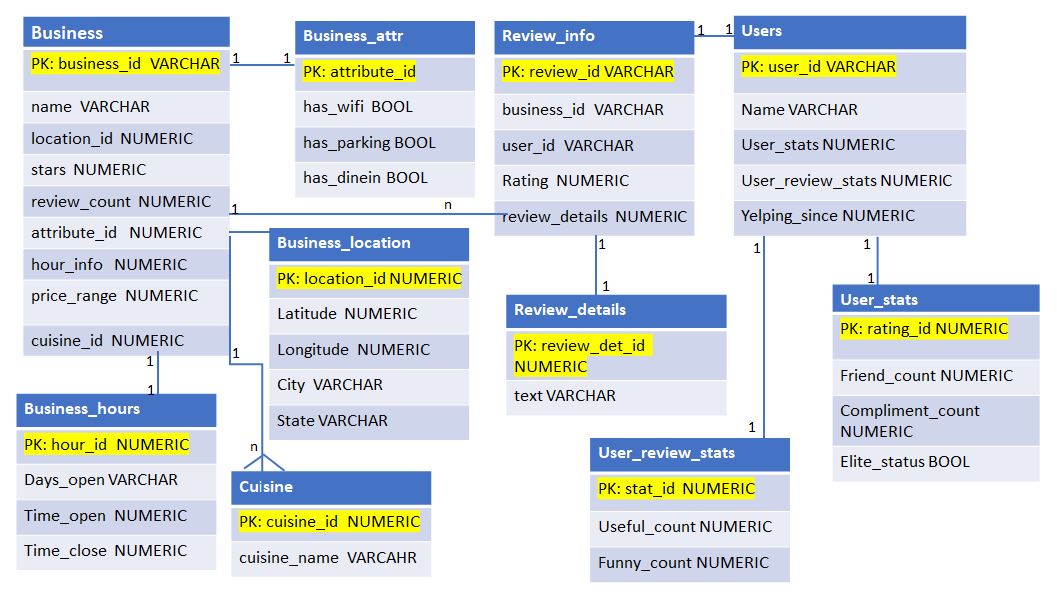 Business
PK: business_id VARCHAR
name VARCHAR
location_id NUMERIC
stars NUMERIC
review_count NUMERIC
attribute_id NUMERIC
hour_info NUMERIC
price_range NUMERIC
cuisine_id NUMERIC
1
1
Business_attr
PK: attribute_id
has_wifi BOOL
has_parking BOOL
has_dinein BOOL
1
n
Review_info
PK: review_id VARCHAR
business_id VARCHAR
user_id VARCHAR
Rating NUMERIC
review_details NUMERIC
1
1
Users
PK: user_id VARCHAR
Name VARCHAR
User_stats NUMERIC
User_review_stats NUMERIC
Yelping_since NUMERIC
Business_location
PK: location_id NUMERIC
Latitude NUMERIC
Longitude NUMERIC
City VARCHAR
State VARCHAR
1
1
Review_details
PK: review_det_id
NUMERIC
text VARCHAR
1
1
User_stats
PK: rating_id NUMERIC
Friend_count NUMERIC
Compliment_count
NUMERIC
Elite_status BOOL
1
1
Business_hours
PK: hour_id NUMERIC
Days_open VARCHAR
Time_open NUMERIC
Time_close NUMERIC
1
n
Cuisine
PK: cuisine_id NUMERIC
cuisine_name VARCAHR
1
1
User_review_stats
PK: stat_id NUMERIC
Useful_count NUMERIC
Funny_count NUMERIC